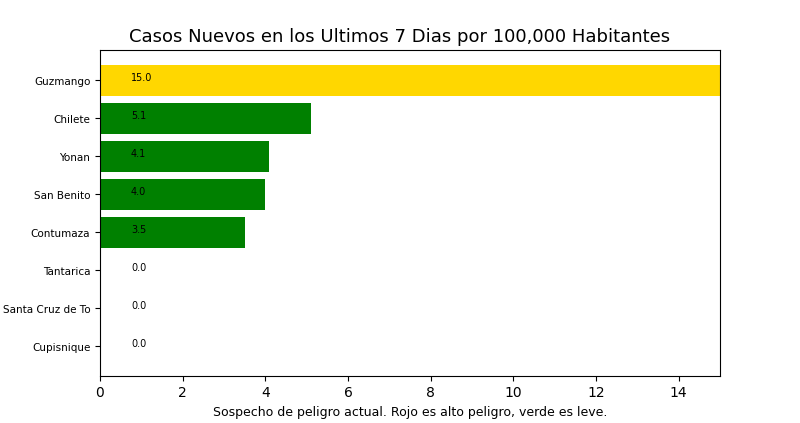 Casos Nuevos en los Ultimos 7 Dias por 100,000 Habitantes
Guzmango 15.0
Chilete 5.1
Yonan 4.1
San Benito 4.0
Contumaza 3.5
Tantarica 0.0
Santa Cruz de To 0.0
Cupisnique 0.0
0 2 4 6 8 10 12 14
Sospecho de peligro actual. Rojo es alto peligro, verde es leve.